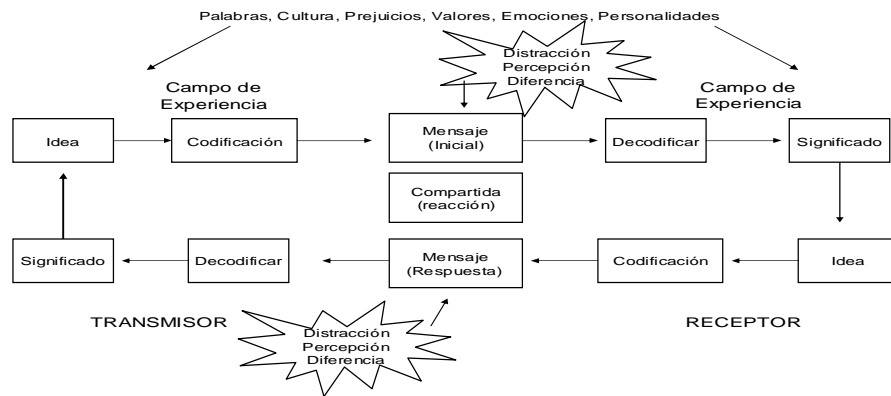 Palabras, Cultura, Prejuicios, Valores, Emociones, Personalidades
Distracción
Percepción
Diferencia
Campo de
Experiencia
Campo de
Experiencia
Idea
Codificación
Mensaje
(Inicial)
Decodificar
Significado
Compartida
(reacción)
Significado
Decodificar
Mensaje
(Respuesta)
Codificación
Idea
TRANSMISOR
RECEPTOR
Distracción
Percepción
Diferencia